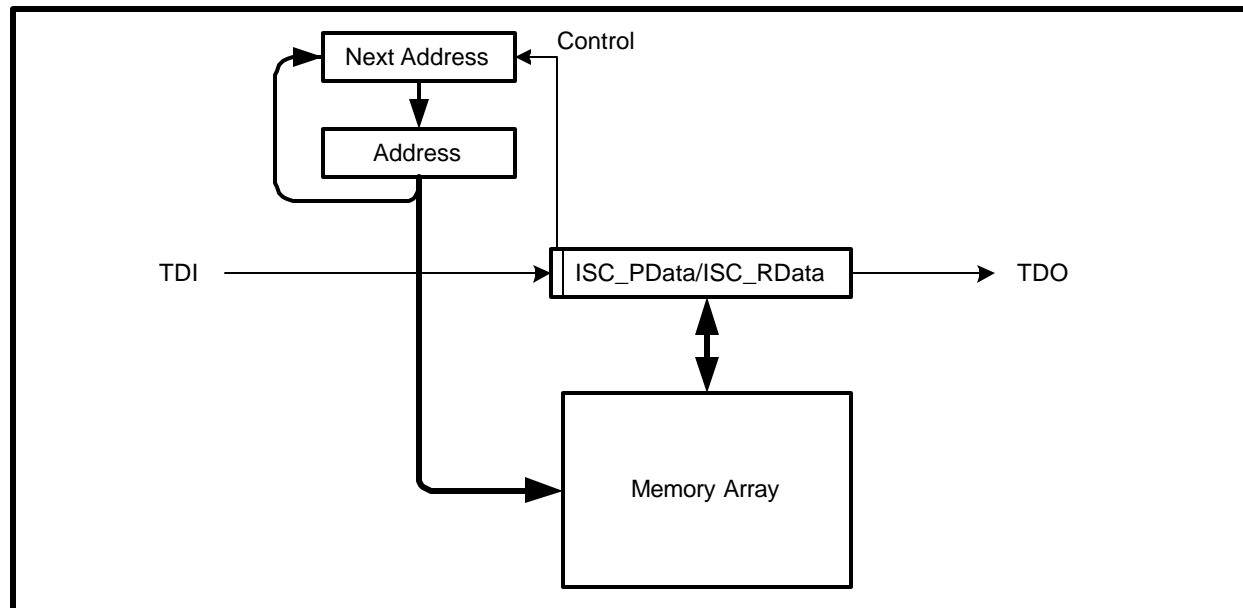 Control
Next Address
Address
TDI
ISC_PData/ISC_RData
TDO
Memory Array